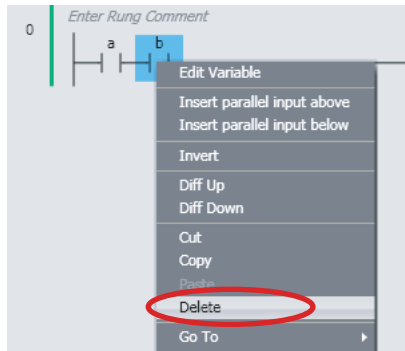 Enter Rung Comment
0
a b
Edit Variable
Insert parallel input above
Insert parallel input below
Invert
Diff Up
Diff Down
Cut
Copy
Paste
Delete
Go To